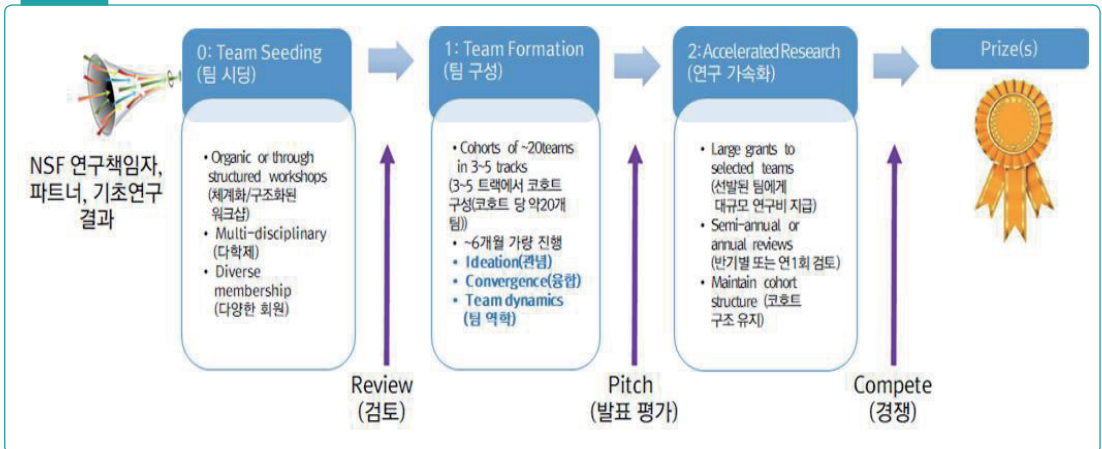 NSF 연구책임자,
파트너, 기초연구
결과
0: Team Seeding
(팀 시딩)
• Organic or through
structured workshops
(체계화/구조화된
워크샵)
• Multi-disciplinary
(다학제)
• Diverse
membership
(다양한 회원)
Review
(검토)
1: Team Formation
(팀 구성)
• Cohorts of ~20teams
in 3~5 tracks
(3~5 트랙에서 코호트
구성(코호트 당 약20개
팀))
• ~6개월 가량 진행
• Ideation(관념)
• Convergence(융합)
• Team dynamics
(팀 역학)
Pitch
(발표 평가)
2: Accelerated Research
(연구 가속화)
• Large grants to
selected teams
(선발된 팀에게
대규모 연구비 지급)
• Semi-annual or
annual reviews
(반기별 또는 연1회 검토)
• Maintain cohort
structure (코호트
구조 유지)
Compete
(경쟁)
Prize(s)